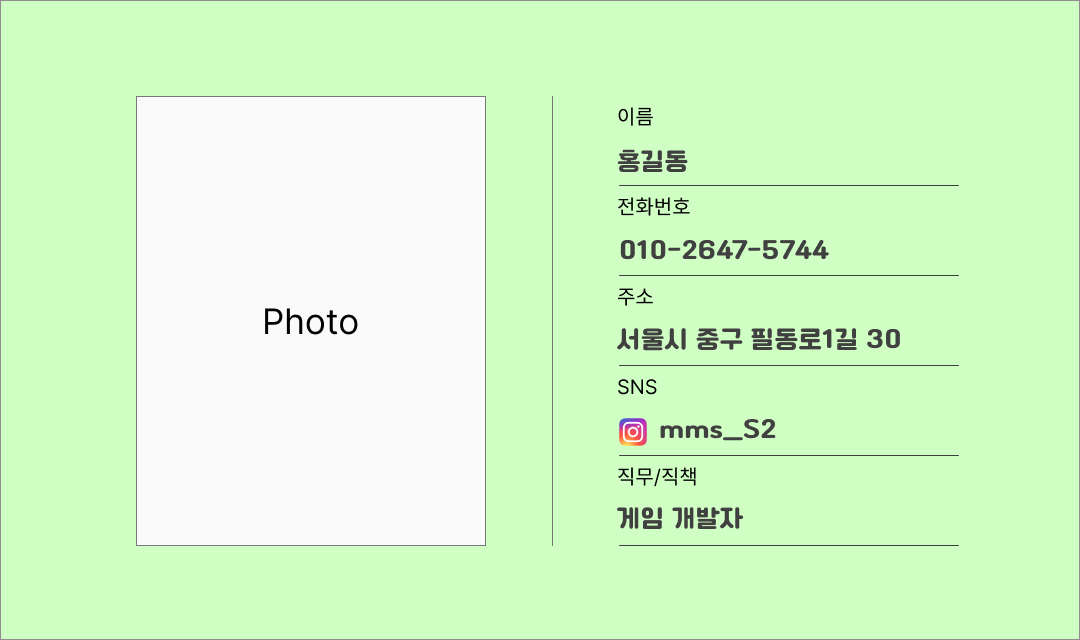 Photo
이름
홍길동
전화번호
010-2647-5744
주소
서울시 중구 필동로1길 30
SNS
mms_S2
직무/직책
게임 개발자